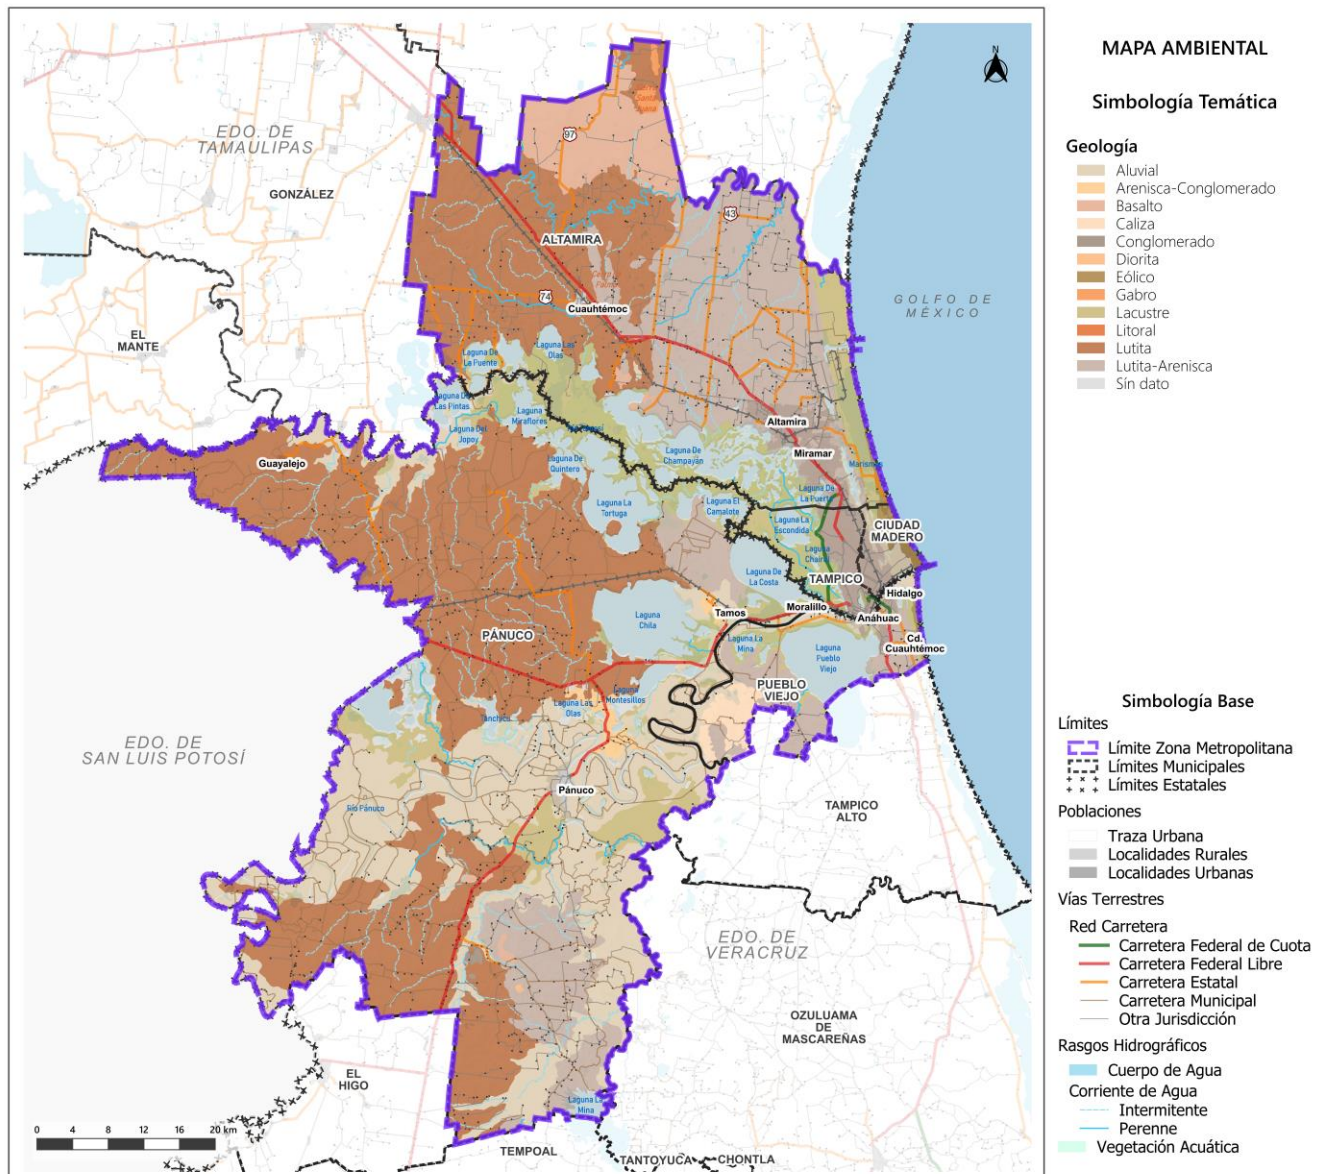 MAPA AMBIENTAL
Simbología Temática
Geología
Aluvial
Arenisca-Conglomerado
Basalto
Caliza
Conglomerado
Diorita
Eólico
Gabro
Lacustre
Litoral
Lutita
Lutita-Arenisca
Sín dato
Simbología Base
Límites
Límite Zona Metropolitana
Límites Municipales
Límites Estatales
Poblaciones
Traza Urbana
Localidades Rurales
Localidades Urbanas
Vías Terrestres
Red Carretera
Carretera Federal de Cuota
Carretera Federal Libre
Carretera Estatal
Carretera Municipal
Otra Jurisdicción
Rasgos Hidrográficos
Cuerpo de Agua
Corriente de Agua
Intermitente
Perenne
Vegetación Acuática
N
EDO. DE
TAMAULIPAS
GONZÁLEZ
97
43
ALTAMIRA
74
Cuauhtémoc
GOLFO DE
MÉXICO
EL
MANTE
Laguna De
La Fuente
Laguna Las
Olas
Laguna De
Las Pintas
Laguna
Miraflores
Laguna Del
Jopoy
Altamira
Miramar
Guayalejo
Laguna De
Quintero
Laguna De
Champayán
Marismas
Laguna La
Tortuga
Laguna El
Camalote
Laguna De
La Puerta
Laguna La
Escondida
CIUDAD
MADERO
Laguna
Chairel
Laguna De
La Costa
TAMPICO
Hidalgo
Laguna
Chila
Tamos
Moralillo
Anáhuac
PÁNUCO
Laguna La
Mina
Laguna
Pueblo
Viejo
Cd.
Cuauhtémoc
PUEBLO
VIEJO
Laguna
Montesillos
Laguna Las
Olas
EDO. DE
SAN LUIS POTOSÍ
Pánuco
Río Pánuco
TAMPICO
ALTO
EDO. DE
VERACRUZ
OZULUAMA
DE
MASCAREÑAS
EL
HIGO
Laguna La
Mina
0 4 8 12 16 20 km
TEMPOAL
TANTOYUCA
CHONTLA